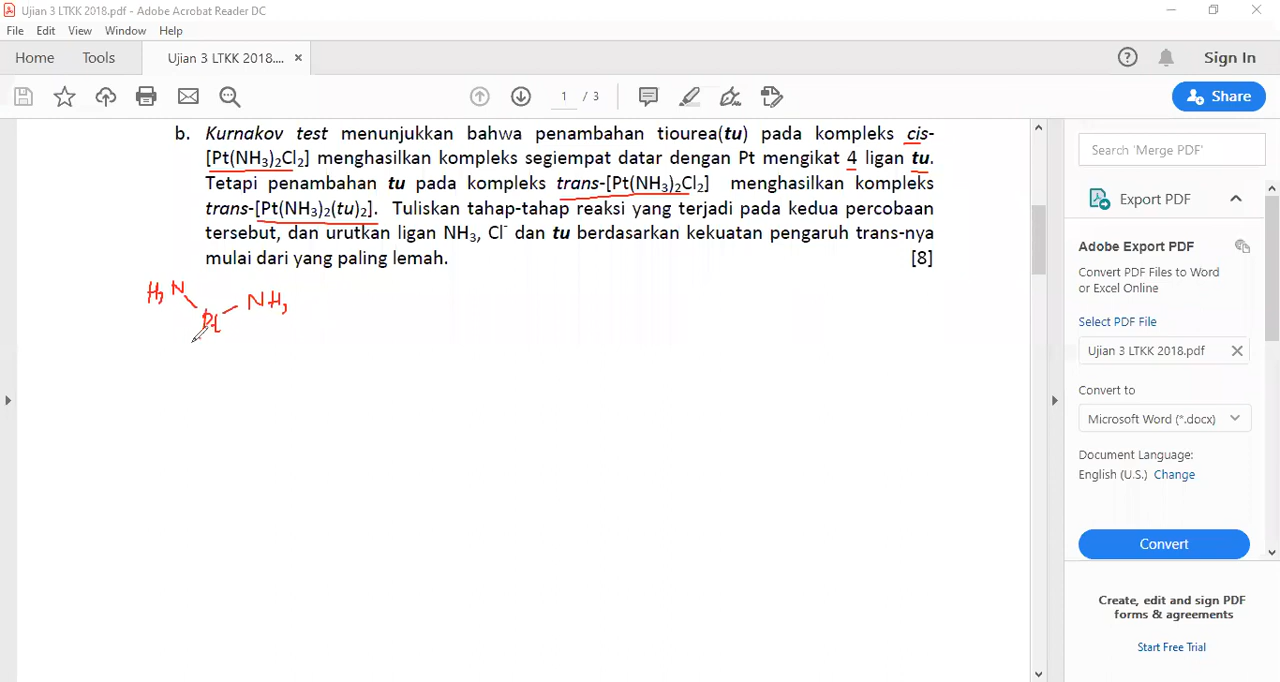 Ujian 3 LTKK 2018.pdf - Adobe Acrobat Reader DC
File Edit View Window Help
Home Tools Ujian 3 LTKK 2018.... × Sign In
1 / 3 Share
b. Kurnakov test menunjukkan bahwa penambahan tiourea(tu) pada kompleks cis-
[Pt(NH₃)₂Cl₂] menghasilkan kompleks segiempat datar dengan Pt mengikat 4 ligan tu.
Tetapi penambahan tu pada kompleks trans-[Pt(NH₃)₂Cl₂] menghasilkan kompleks
trans-[Pt(NH₃)₂(tu)₂]. Tuliskan tahap-tahap reaksi yang terjadi pada kedua percobaan
tersebut, dan urutkan ligan NH₃, Cl⁻ dan tu berdasarkan kekuatan pengaruh trans-nya
mulai dari yang paling lemah. [8]
H₃N NH₃
Pt
Search 'Merge PDF'
Export PDF
Adobe Export PDF
Convert PDF Files to Word
or Excel Online
Select PDF File
Ujian 3 LTKK 2018.pdf
Convert to
Microsoft Word (*.docx)
Document Language:
English (U.S.) Change
Convert
Create, edit and sign PDF
forms & agreements
Start Free Trial